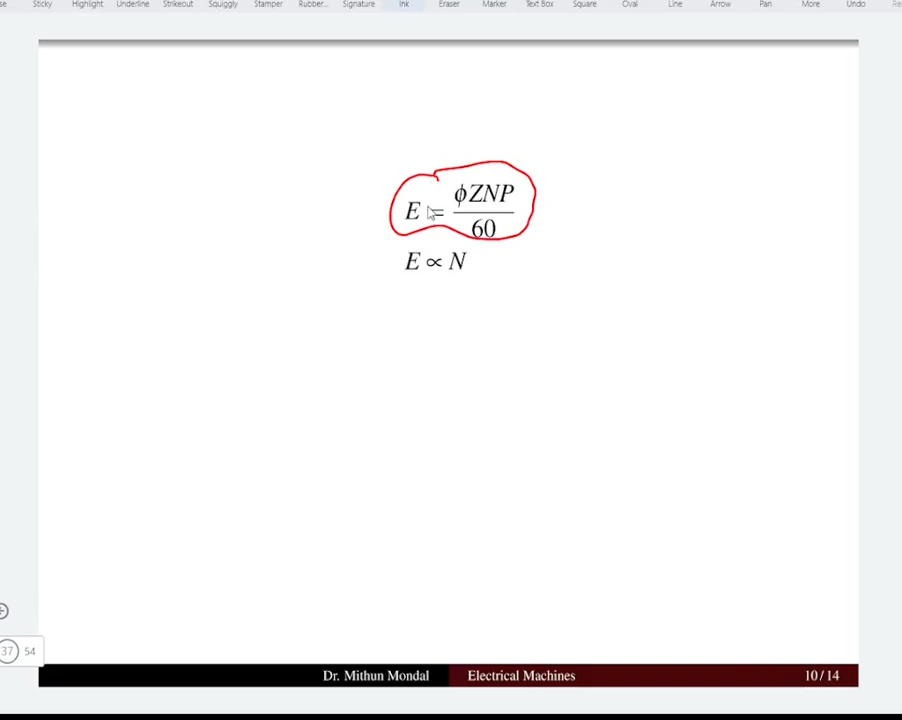 se Sticky Highlight Underline Strikeout Squiggly Stamper Rubber... Signature Ink Eraser Marker Text Box Square Oval Line Arrow Pan More Undo
E = ϕZNP/60
E ∝ N
37 54
Dr. Mithun Mondal Electrical Machines 10/14